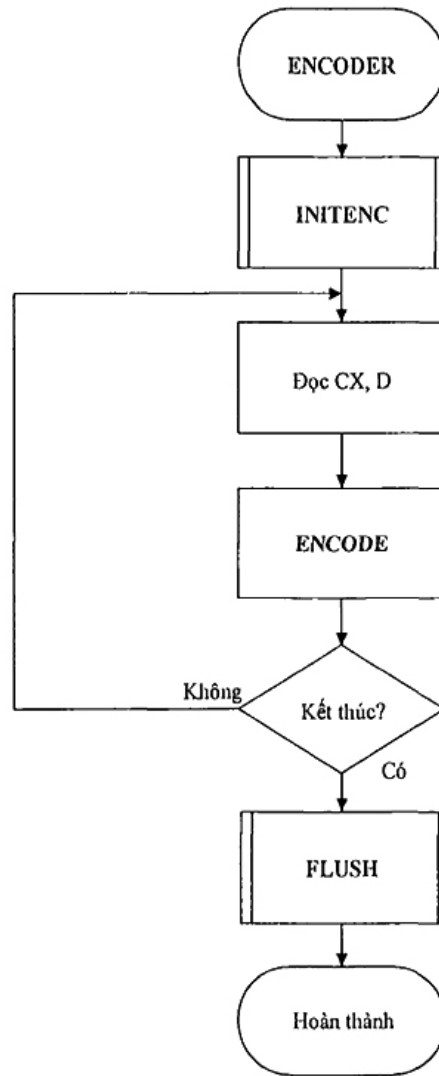 ENCODER
INITENC
Đọc CX, D
ENCODE
Không
Kết thúc?
Có
FLUSH
Hoàn thành